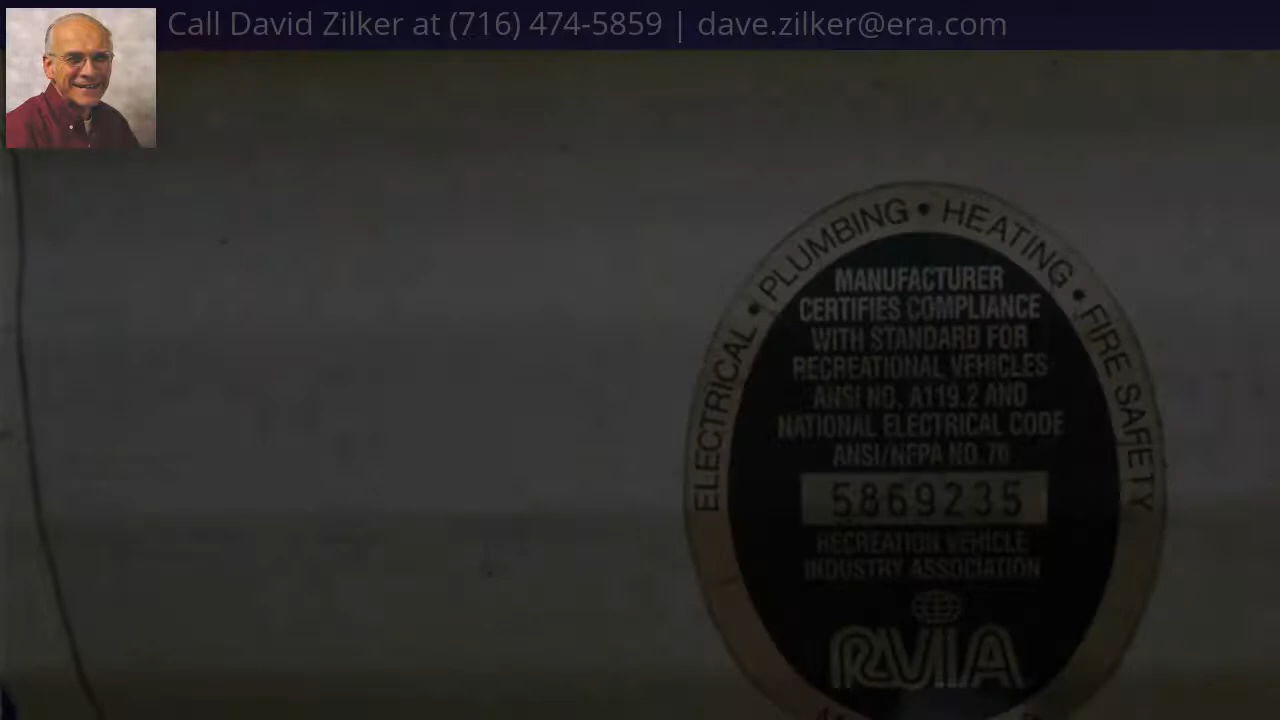 Call David Zilker at (716) 474-5859 | dave.zilker@era.com
ELECTRICAL • PLUMBING • HEATING • FIRE SAFETY
MANUFACTURER
CERTIFIES COMPLIANCE
WITH STANDARD FOR
RECREATIONAL VEHICLES
ANSI NO. A119.2 AND
NATIONAL ELECTRICAL CODE
ANSI/NFPA NO.70
5869235
RECREATION VEHICLE
INDUSTRY ASSOCIATION
RVIA